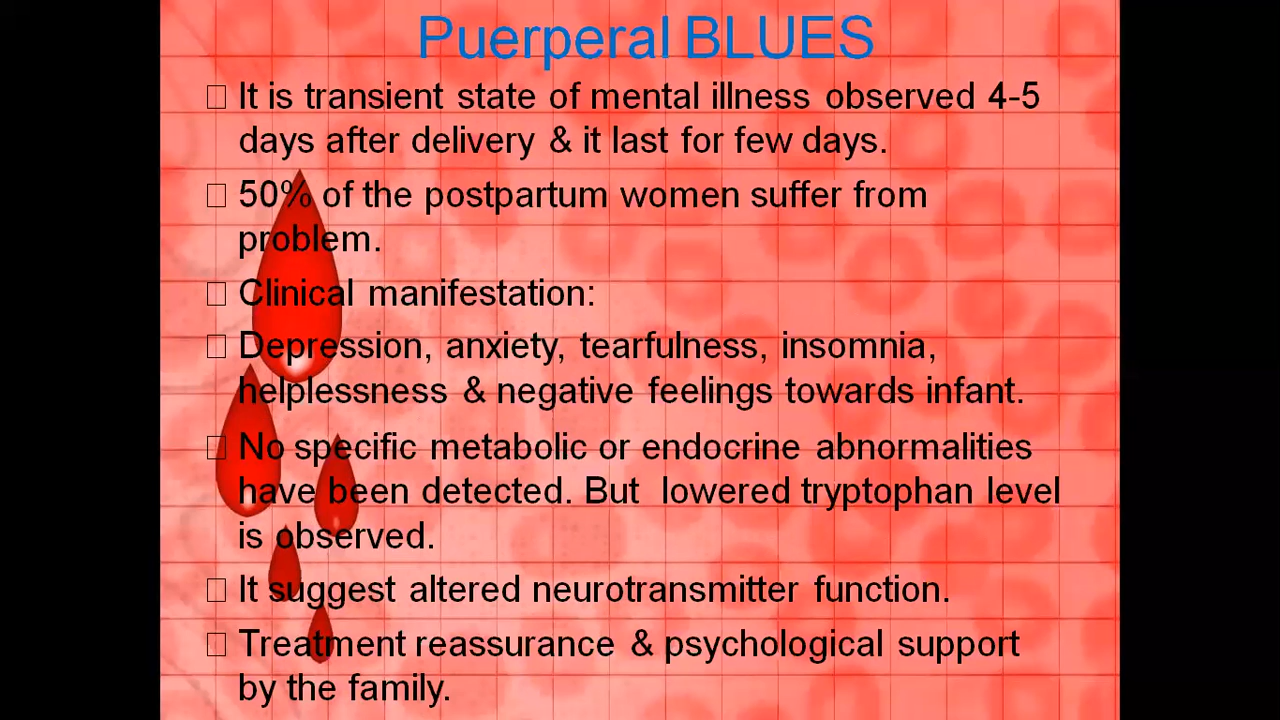 Puerperal BLUES
It is transient state of mental illness observed 4-5
days after delivery & it last for few days.
50% of the postpartum women suffer from
problem.
Clinical manifestation:
Depression, anxiety, tearfulness, insomnia,
helplessness & negative feelings towards infant.
No specific metabolic or endocrine abnormalities
have been detected. But lowered tryptophan level
is observed.
It suggest altered neurotransmitter function.
Treatment reassurance & psychological support
by the family.